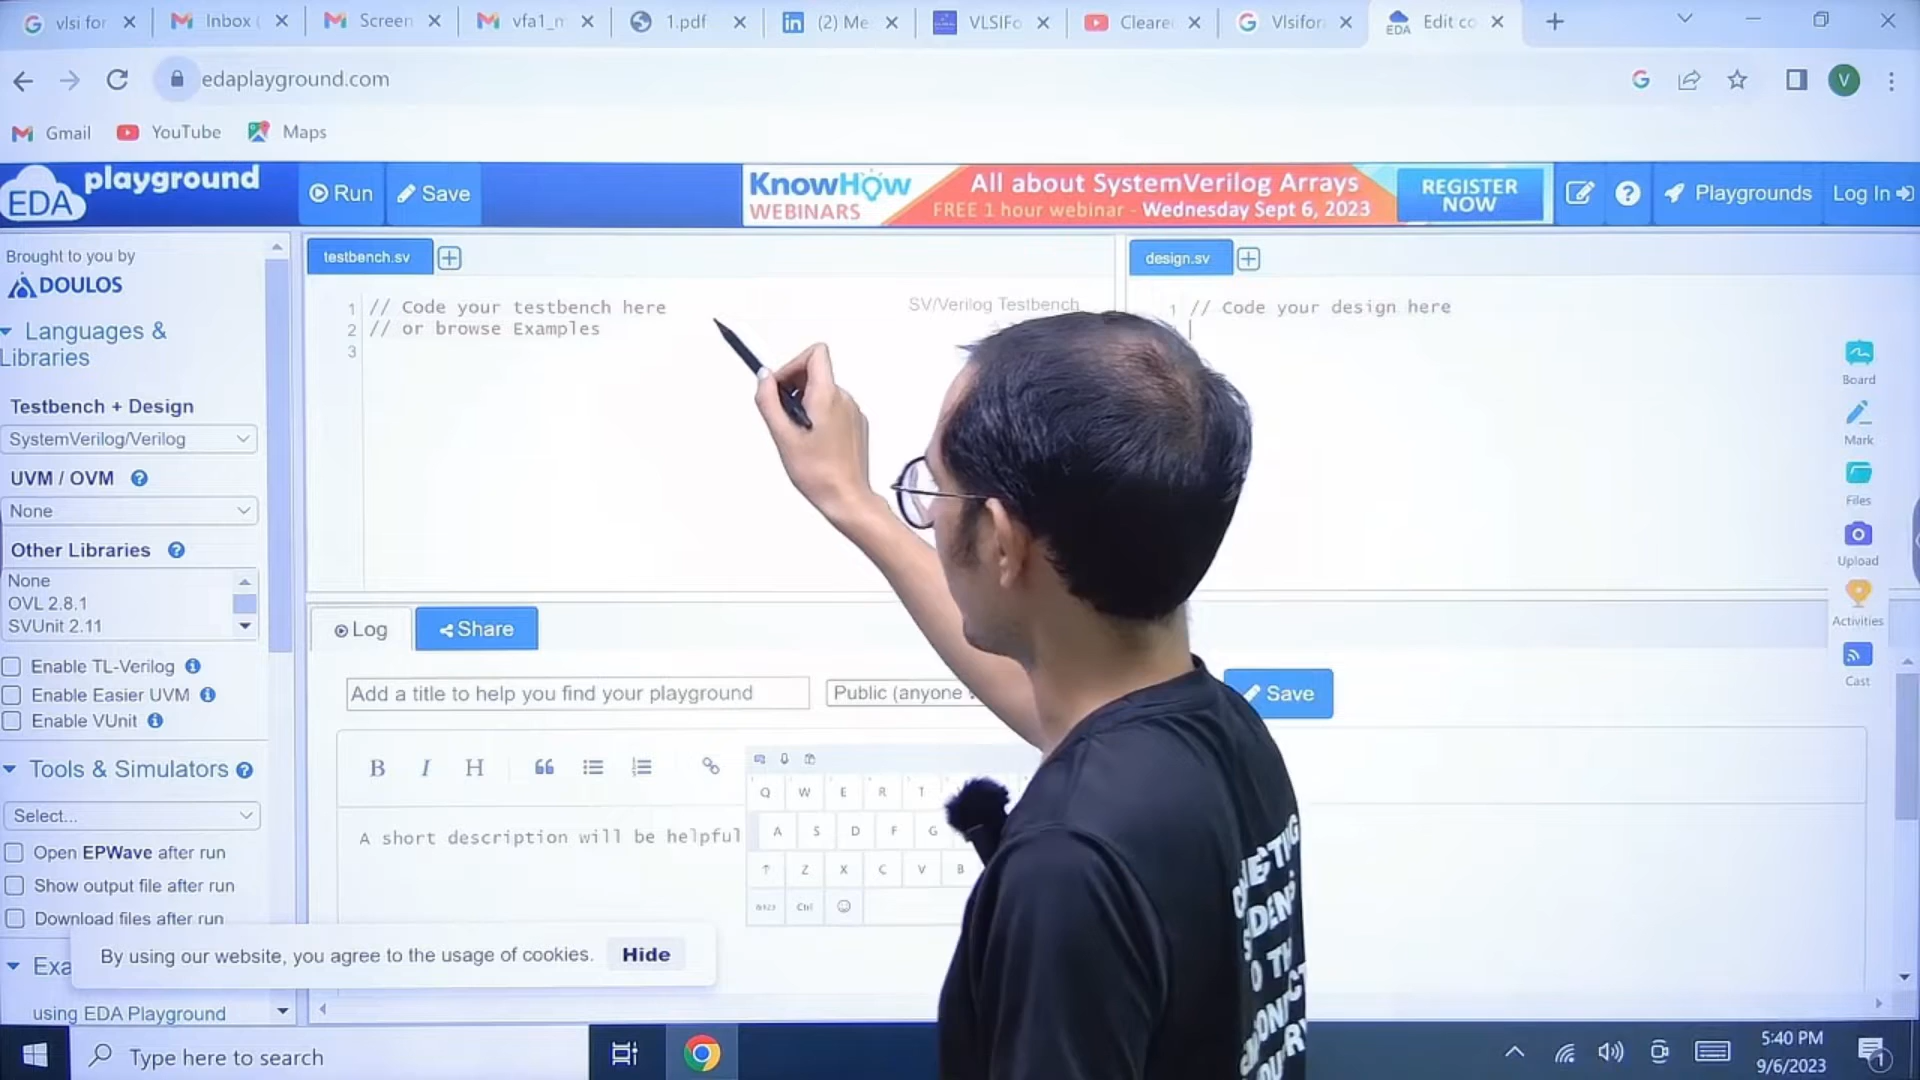 vlsi for
Inbox (
Screen
vfa1_m
1.pdf
(2) Me
VLSIFo
Cleare
Vlsifor
EDA
Edit co
edaplayground.com
V
Gmail
YouTube
Maps
EDA playground
Run
Save
KnowHow
WEBINARS
All about SystemVerilog Arrays
FREE 1 hour webinar - Wednesday Sept 6, 2023
REGISTER
NOW
Playgrounds
Log In
Brought to you by
DOULOS
Languages &
Libraries
Testbench + Design
SystemVerilog/Verilog
UVM / OVM
None
Other Libraries
None
OVL 2.8.1
SVUnit 2.11
Enable TL-Verilog
Enable Easier UVM
Enable VUnit
Tools & Simulators
Select...
Open EPWave after run
Show output file after run
Download files after run
Exa
using EDA Playground
testbench.sv
1 // Code your testbench here
2 // or browse Examples
3
SV/Verilog Testbench
design.sv
1 // Code your design here
Board
Mark
Files
Upload
Activities
Cast
Log
Share
Add a title to help you find your playground
Public (anyone
Save
B I H
A short description will be helpful
Q W E R T
A S D F G
Z X C V B
&123 Ctrl
By using our website, you agree to the usage of cookies.
Hide
Type here to search
5:40 PM
9/6/2023
1